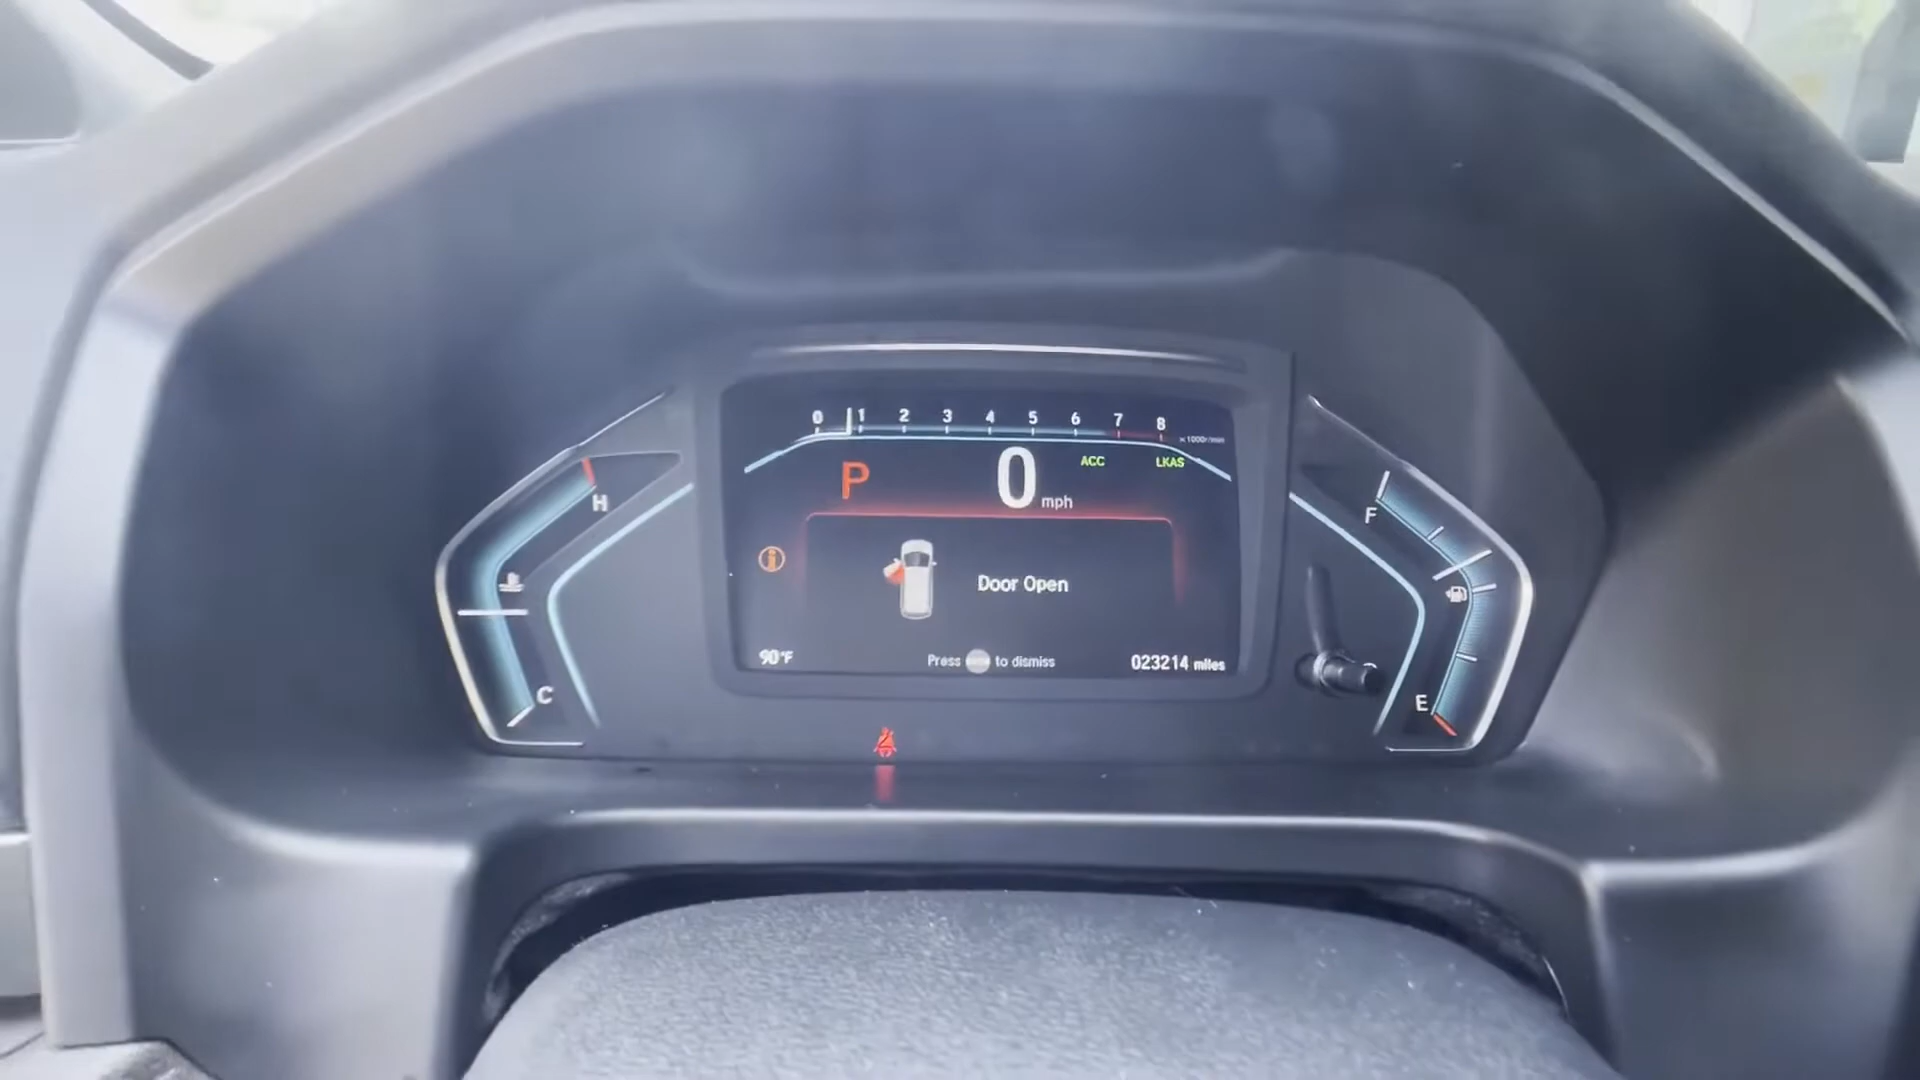 0 1 2 3 4 5 6 7 8
x1000r/min
P 0 mph
ACC LKAS
H
F
Door Open
90°F
Press to dismiss
023214 miles
C
E